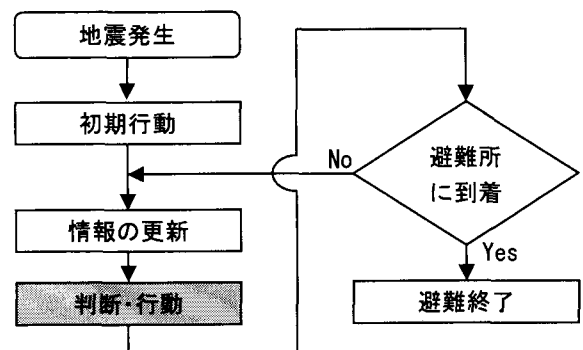 地震発生
初期行動
情報の更新
判断・行動
No
避難所
に到着
Yes
避難終了